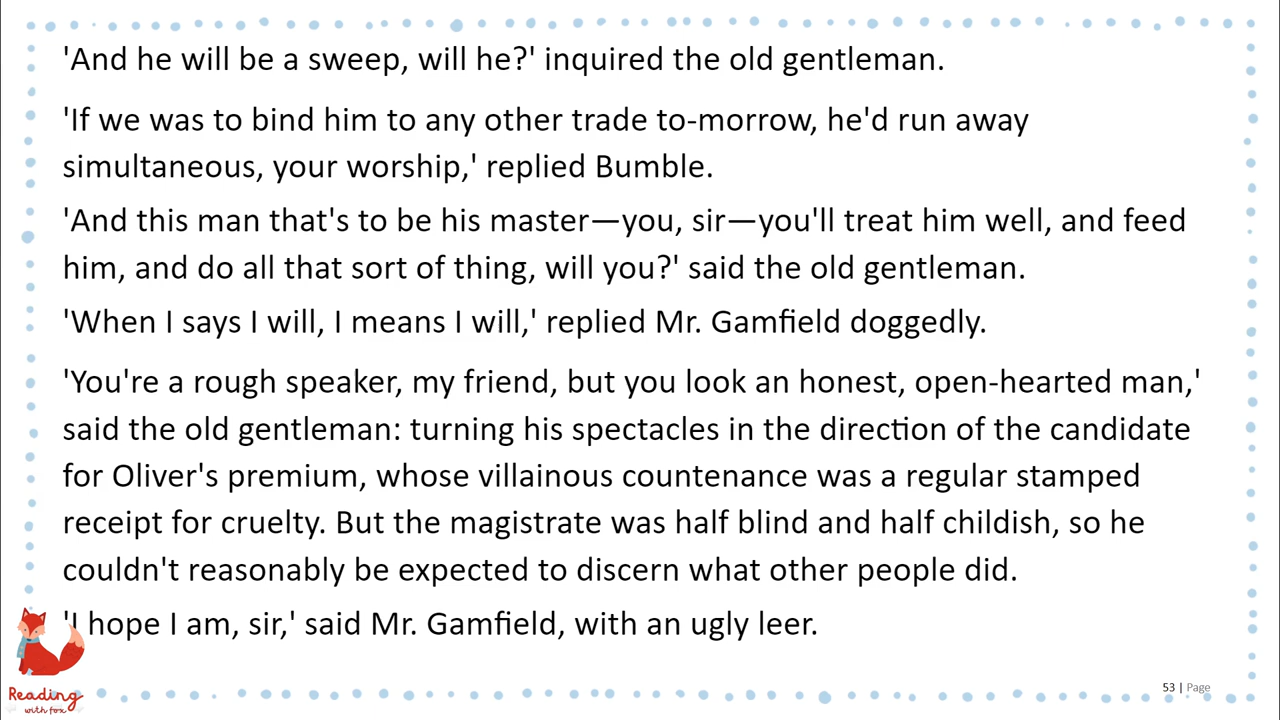 'And he will be a sweep, will he?' inquired the old gentleman.
'If we was to bind him to any other trade to-morrow, he'd run away
simultaneous, your worship,' replied Bumble.
'And this man that's to be his master—you, sir—you'll treat him well, and feed
him, and do all that sort of thing, will you?' said the old gentleman.
'When I says I will, I means I will,' replied Mr. Gamfield doggedly.
'You're a rough speaker, my friend, but you look an honest, open-hearted man,'
said the old gentleman: turning his spectacles in the direction of the candidate
for Oliver's premium, whose villainous countenance was a regular stamped
receipt for cruelty. But the magistrate was half blind and half childish, so he
couldn't reasonably be expected to discern what other people did.
'I hope I am, sir,' said Mr. Gamfield, with an ugly leer.
53 | Page
Reading
with fox